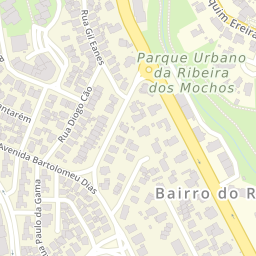 Rua Gil Eanes
Parque Urbano
da Ribeira
dos Mochos
Rua Diogo Cão
Avenida Bartolomeu Dias
Paulo da Gama
Bairro do R
quim Ereira
ntarém